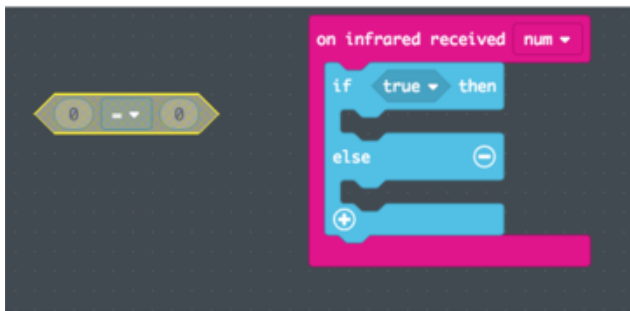 on infrared received num
if true then
0 = 0
else